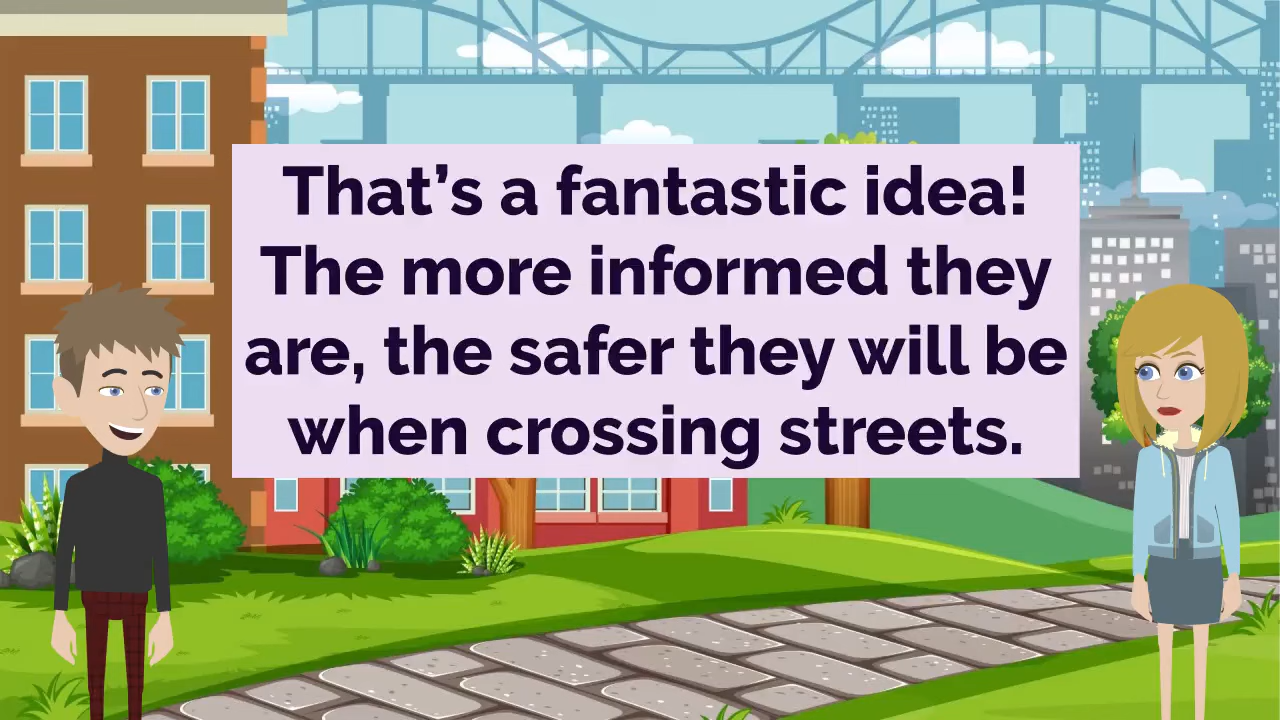 That’s a fantastic idea!
The more informed they
are, the safer they will be
when crossing streets.